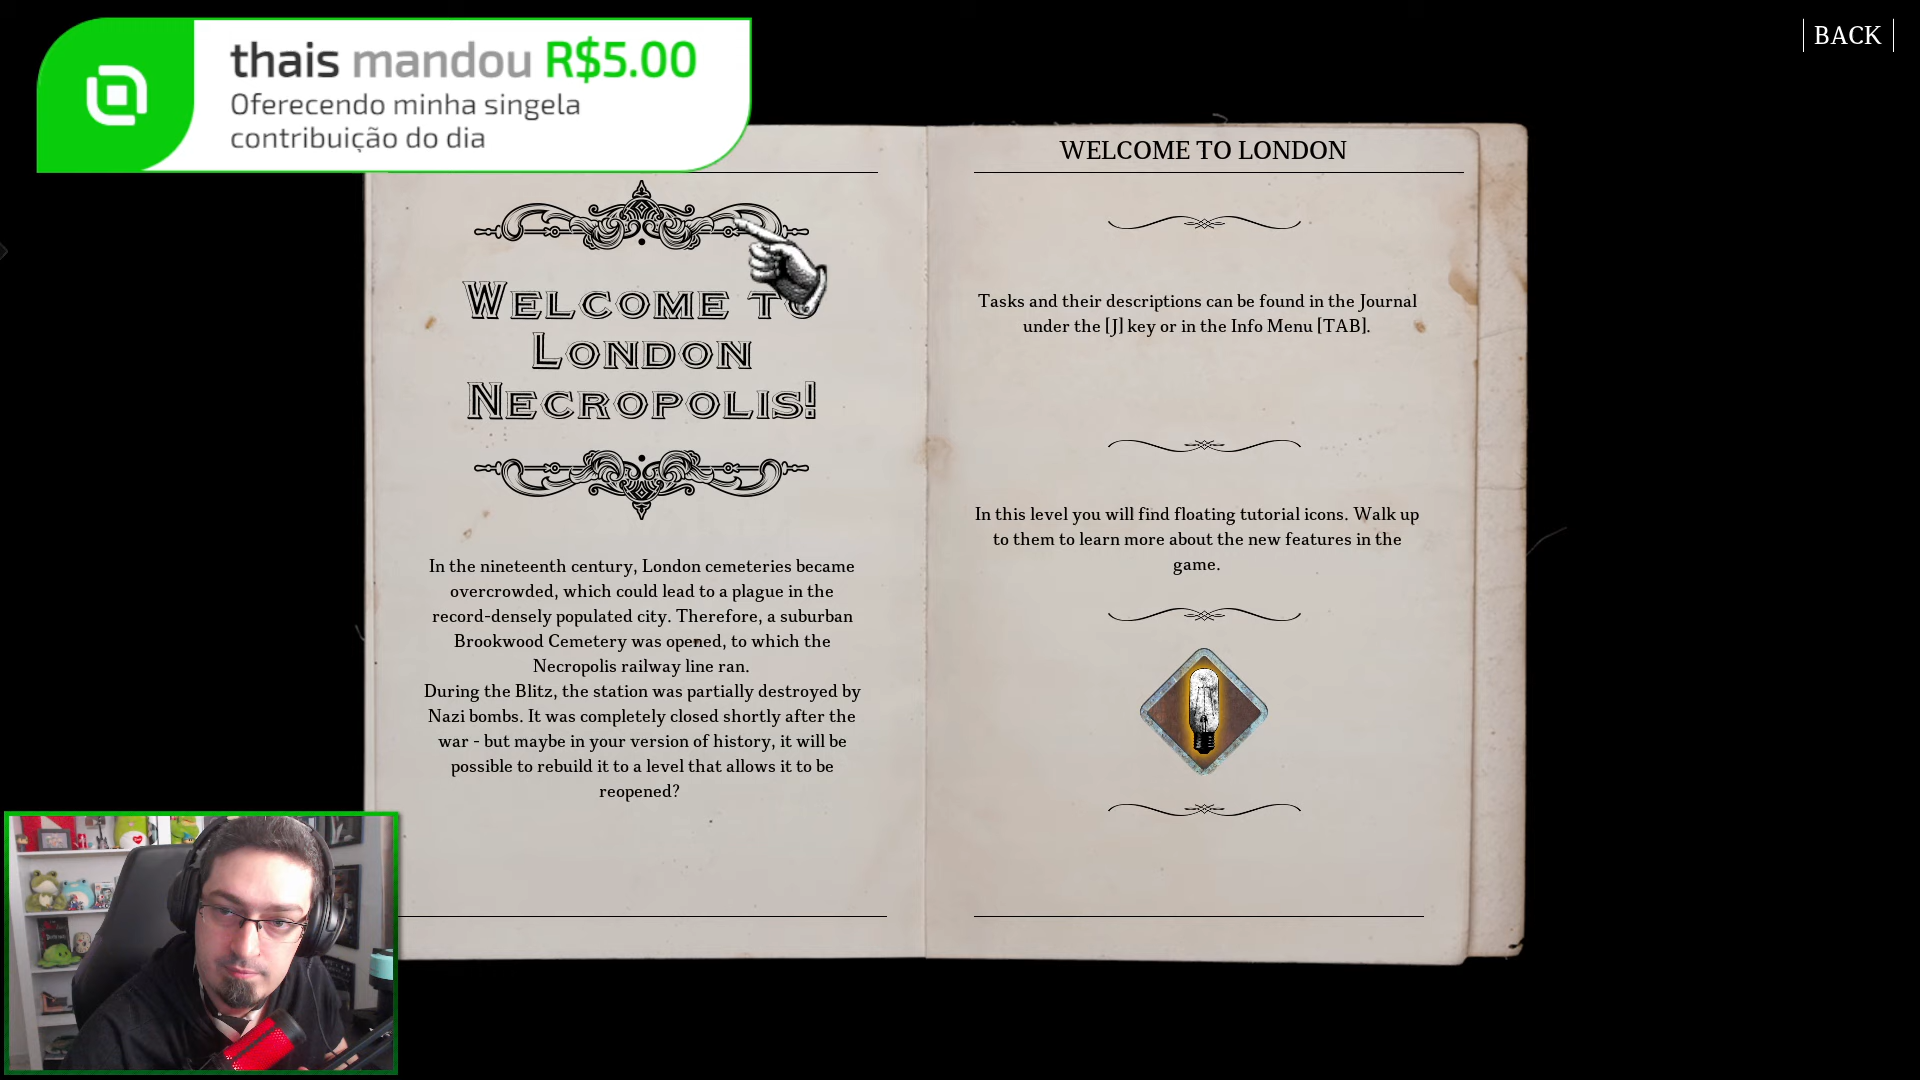 thais mandou R$5.00
Oferecendo minha singela
contribuição do dia
BACK
WELCOME TO
LONDON
NECROPOLIS!
In the nineteenth century, London cemeteries became
overcrowded, which could lead to a plague in the
record-densely populated city. Therefore, a suburban
Brookwood Cemetery was opened, to which the
Necropolis railway line ran.
During the Blitz, the station was partially destroyed by
Nazi bombs. It was completely closed shortly after the
war - but maybe in your version of history, it will be
possible to rebuild it to a level that allows it to be
reopened?
WELCOME TO LONDON
Tasks and their descriptions can be found in the Journal
under the [J] key or in the Info Menu [TAB].
In this level you will find floating tutorial icons. Walk up
to them to learn more about the new features in the
game.